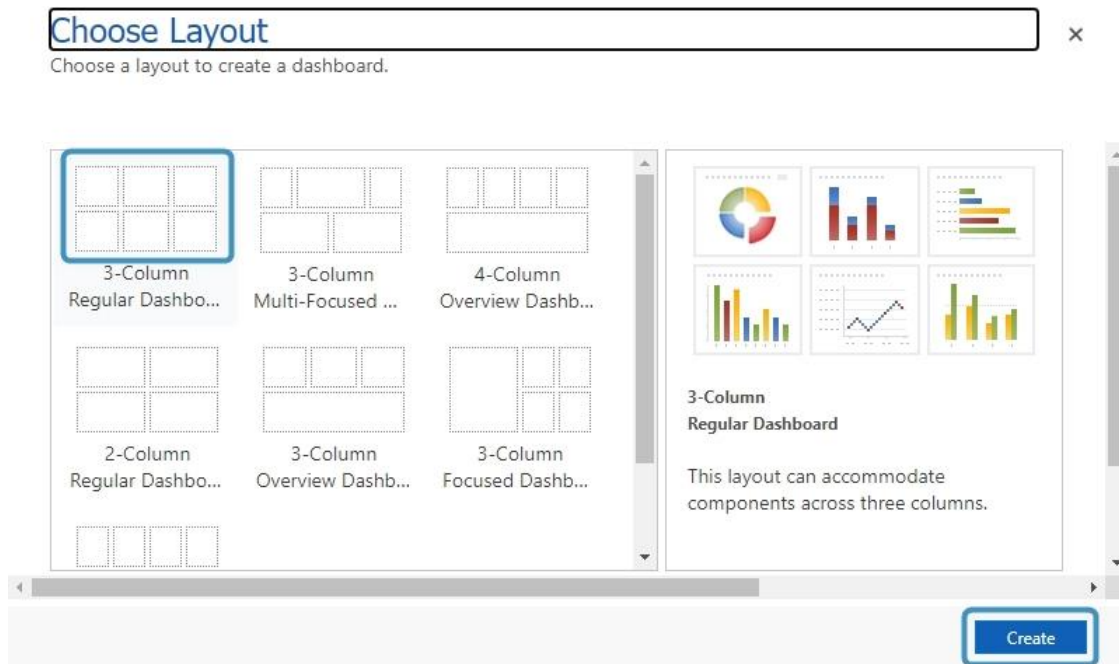 Choose Layout
×
Choose a layout to create a dashboard.
3-Column
Regular Dashbo...
3-Column
Multi-Focused ...
4-Column
Overview Dashb...
2-Column
Regular Dashbo...
3-Column
Overview Dashb...
3-Column
Focused Dashb...
3-Column
Regular Dashboard
This layout can accommodate
components across three columns.
Create